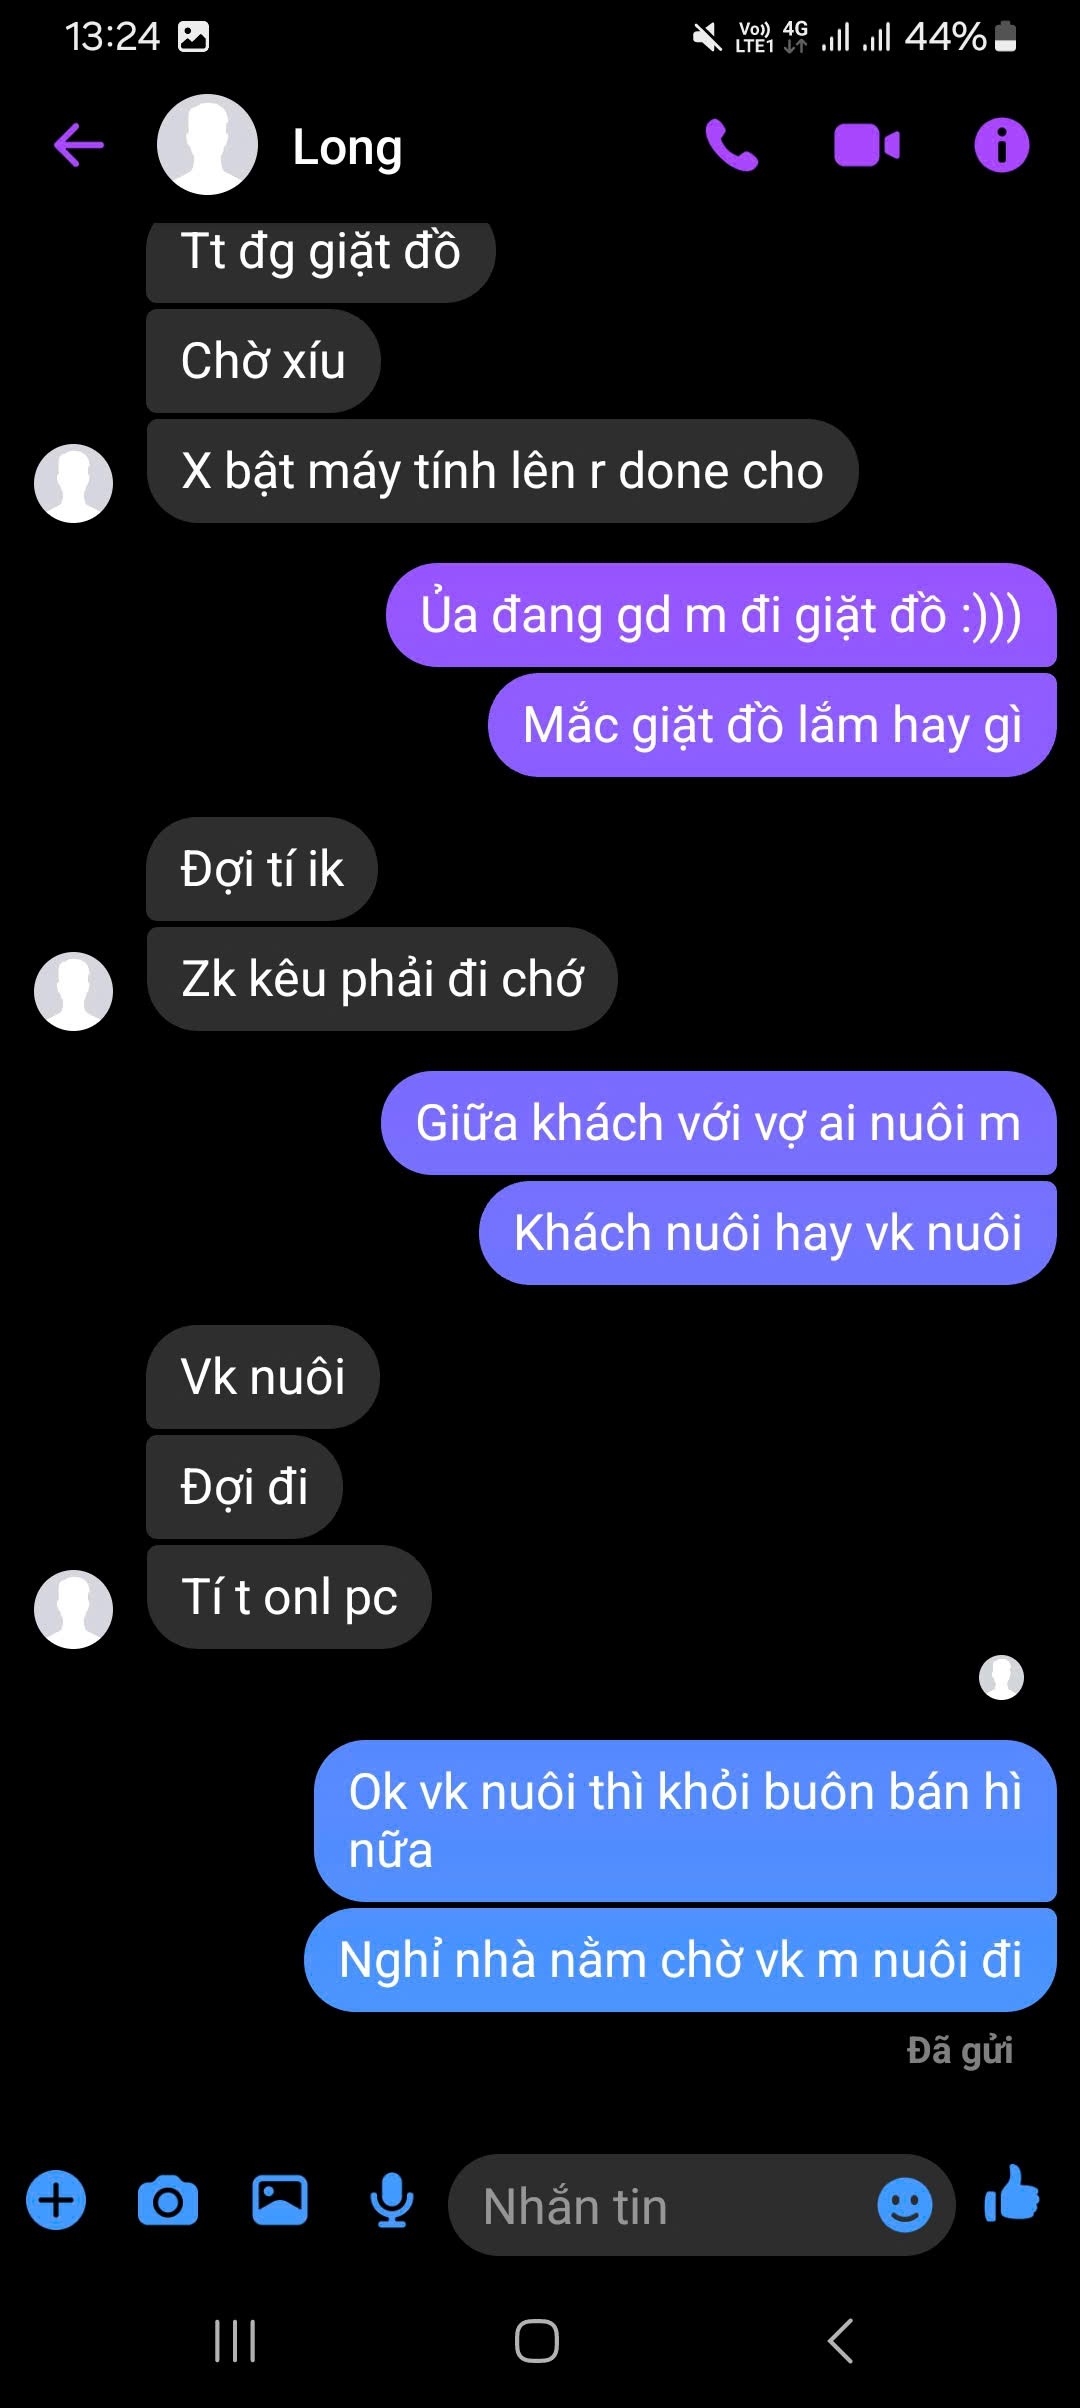 13:24
Vo))
LTE1
4G
44%
Long
Tt đg giặt đồ
Chờ xíu
X bật máy tính lên r done cho
Ủa đang gd m đi giặt đồ :)))
Mắc giặt đồ lắm hay gì
Đợi tí ik
Zk kêu phải đi chớ
Giữa khách với vợ ai nuôi m
Khách nuôi hay vk nuôi
Vk nuôi
Đợi đi
Tí t onl pc
Ok vk nuôi thì khỏi buôn bán hì
nữa
Nghỉ nhà nằm chờ vk m nuôi đi
Đã gửi
Nhắn tin